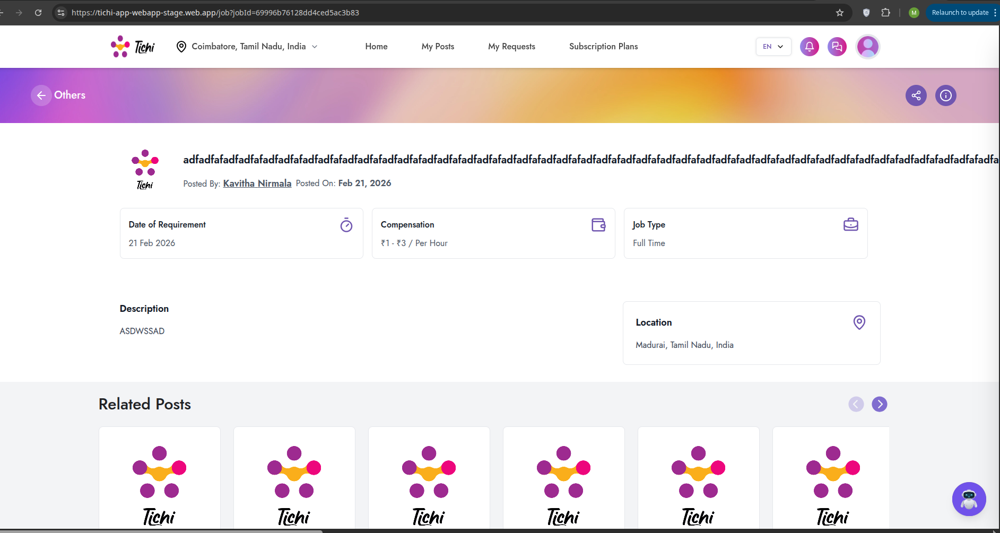 https://tichi-app-webapp-stage.web.app/job?jobId=69996b76128dd4ced5ac3b83
M
Relaunch to update
Tichi
Coimbatore, Tamil Nadu, India
Home
My Posts
My Requests
Subscription Plans
EN
Others
Tichi
adfadfafadfadfafadfadfafadfadfafadfadfafadfadfafadfadfafadfadfafadfadfafadfadfafadfadfafadfadfafadfadfafadfadfafadfadfafadfadfafadfadfafadfadfafadfadfafadfadfafadfa
Posted By: Kavitha Nirmala Posted On: Feb 21, 2026
Date of Requirement
21 Feb 2026
Compensation
₹1 - ₹3 / Per Hour
Job Type
Full Time
Description
ASDWSSAD
Location
Madurai, Tamil Nadu, India
Related Posts
Tichi
Tichi
Tichi
Tichi
Tichi
Tichi